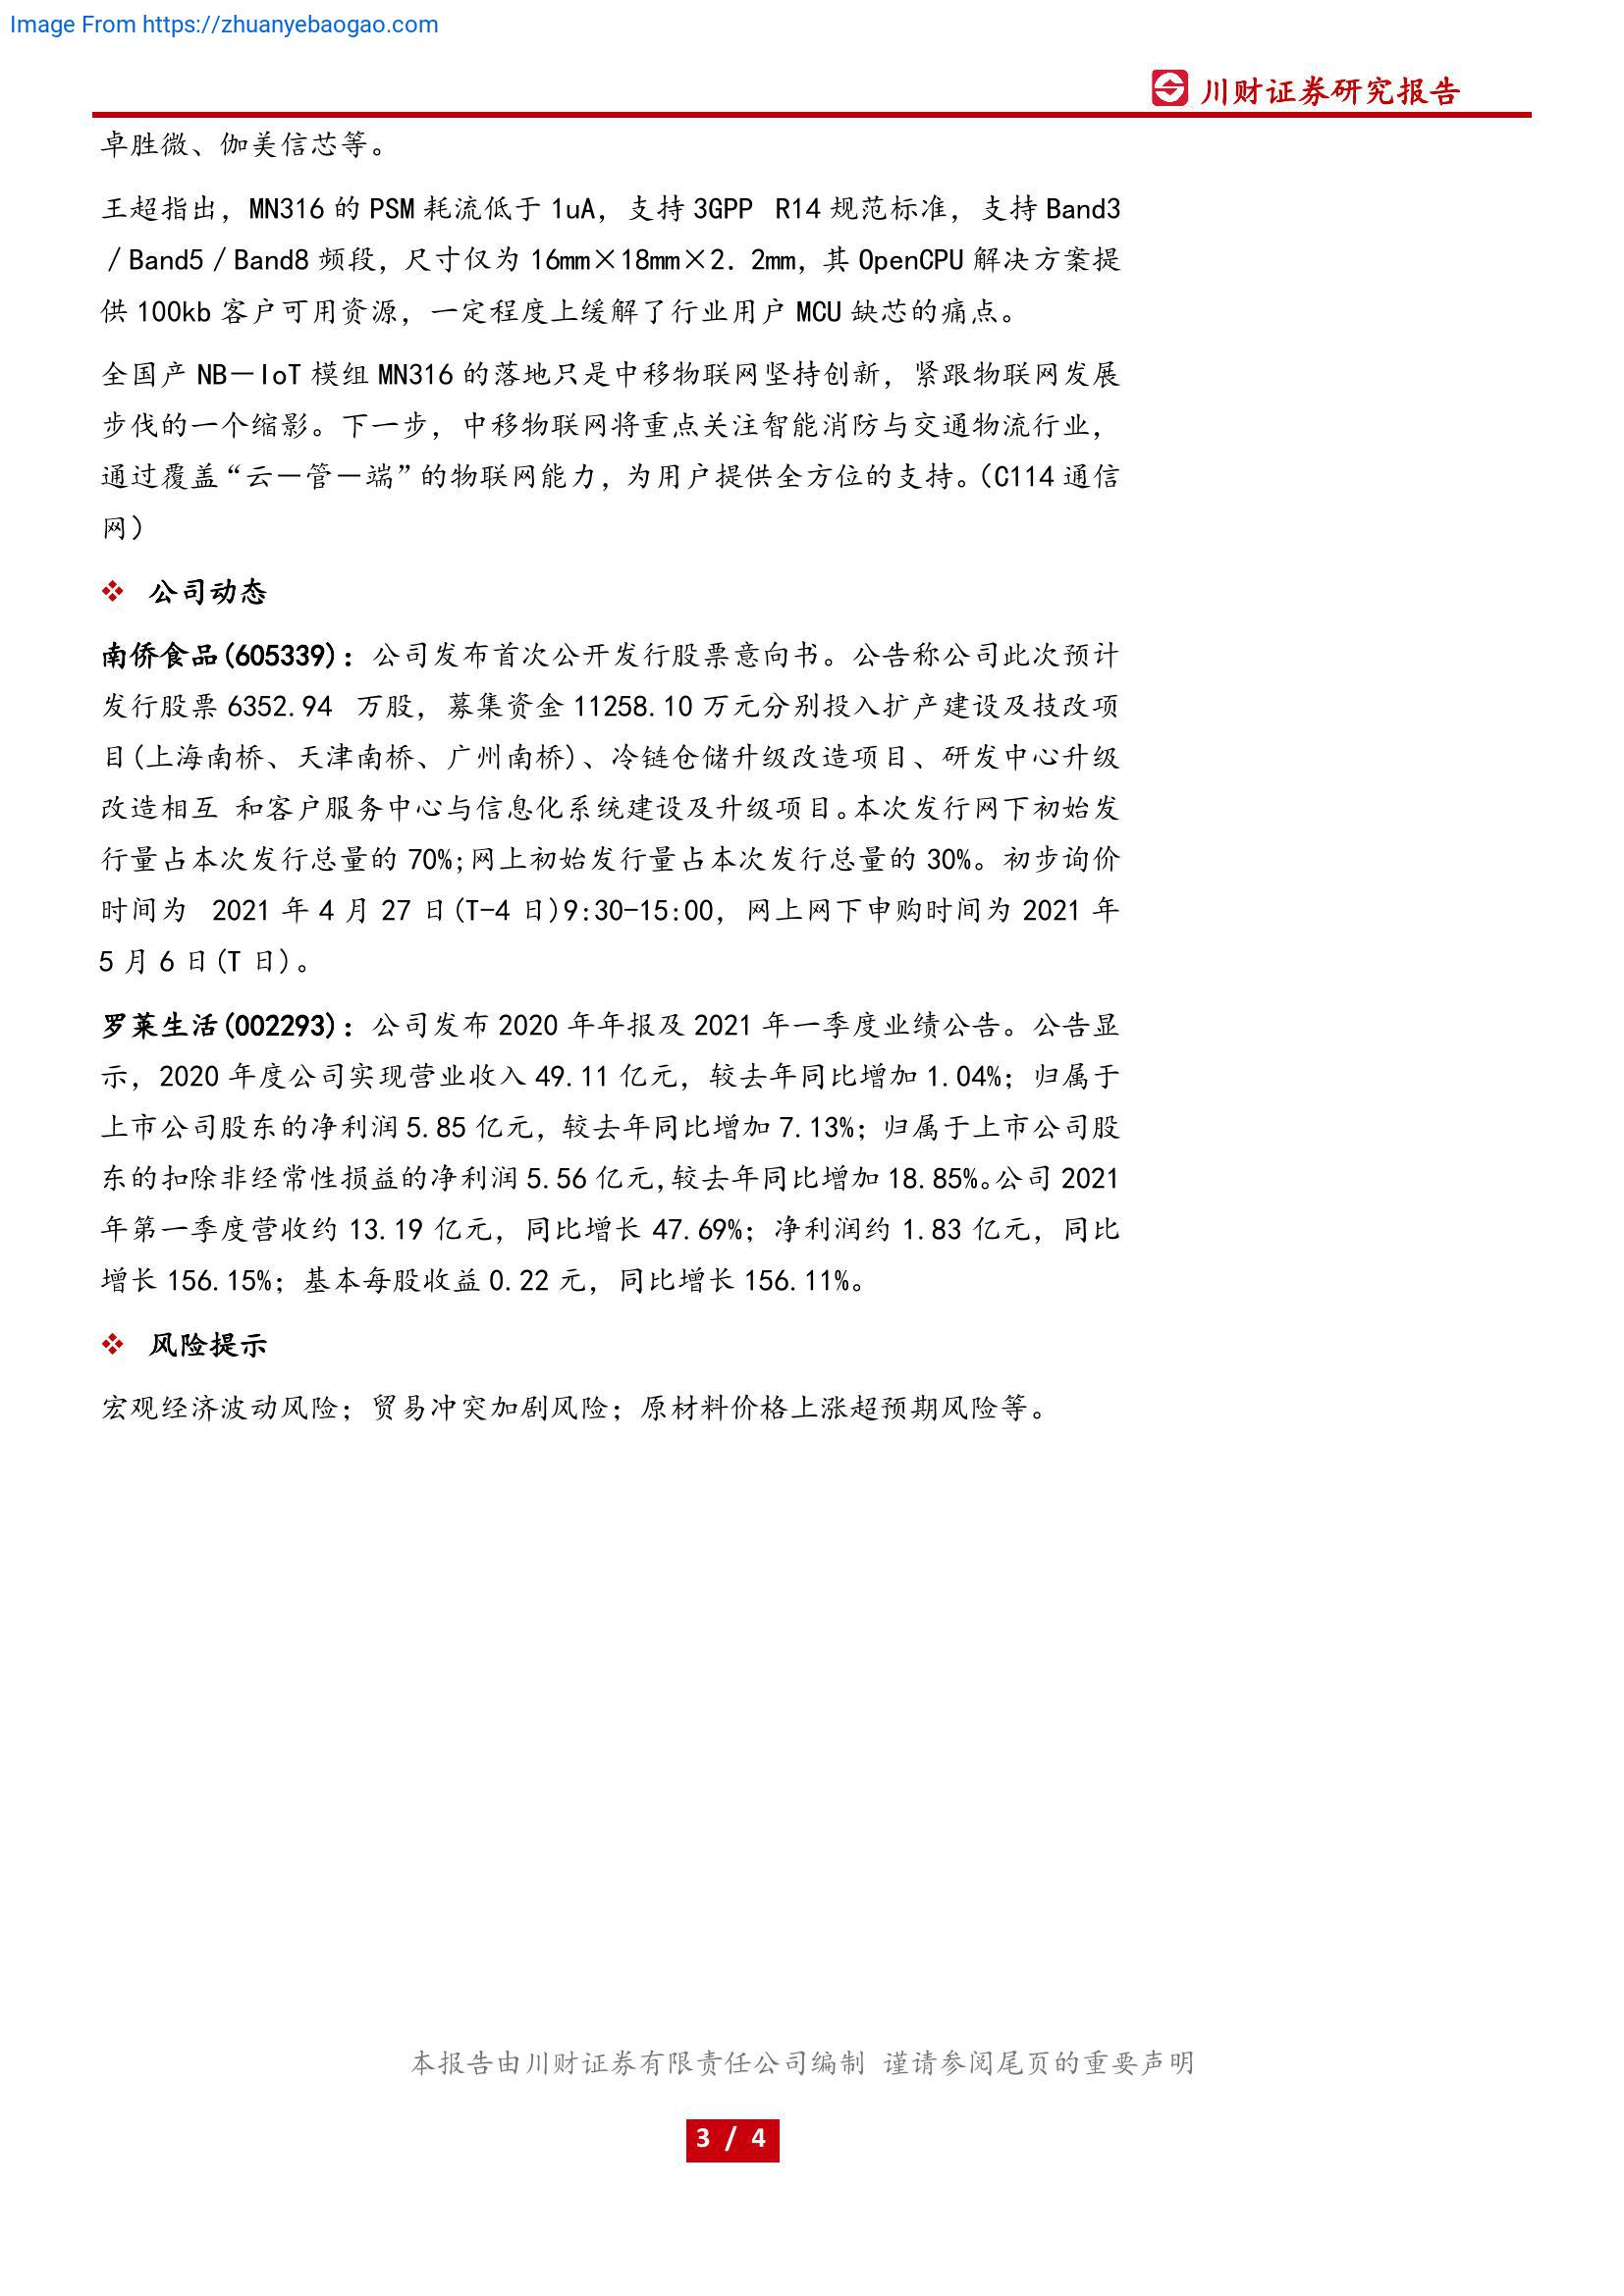 Image From https://zhuanyebaogao.com
川财证券研究报告
卓胜微、伽美信芯等。
王超指出，MN316 的 PSM 耗流低于 1uA，支持 3GPP R14 规范标准，支持 Band3
／Band5／Band8 频段，尺寸仅为 16mm×18mm×2．2mm，其 OpenCPU 解决方案提
供 100kb 客户可用资源，一定程度上缓解了行业用户 MCU 缺芯的痛点。
全国产 NB－IoT 模组 MN316 的落地只是中移物联网坚持创新，紧跟物联网发展
步伐的一个缩影。下一步，中移物联网将重点关注智能消防与交通物流行业，
通过覆盖“云－管－端”的物联网能力，为用户提供全方位的支持。（C114 通信
网）
❖ 公司动态
南侨食品(605339)：公司发布首次公开发行股票意向书。公告称公司此次预计
发行股票 6352.94 万股，募集资金 11258.10 万元分别投入扩产建设及技改项
目(上海南桥、天津南桥、广州南桥)、冷链仓储升级改造项目、研发中心升级
改造相互 和客户服务中心与信息化系统建设及升级项目。本次发行网下初始发
行量占本次发行总量的 70%;网上初始发行量占本次发行总量的 30%。初步询价
时间为 2021 年 4 月 27 日(T-4 日)9:30-15:00，网上网下申购时间为 2021 年
5 月 6 日(T 日)。
罗莱生活(002293)：公司发布 2020 年年报及 2021 年一季度业绩公告。公告显
示，2020 年度公司实现营业收入 49.11 亿元，较去年同比增加 1.04%；归属于
上市公司股东的净利润 5.85 亿元，较去年同比增加 7.13%；归属于上市公司股
东的扣除非经常性损益的净利润 5.56 亿元，较去年同比增加 18.85%。公司 2021
年第一季度营收约 13.19 亿元，同比增长 47.69%；净利润约 1.83 亿元，同比
增长 156.15%；基本每股收益 0.22 元，同比增长 156.11%。
❖ 风险提示
宏观经济波动风险；贸易冲突加剧风险；原材料价格上涨超预期风险等。
本报告由川财证券有限责任公司编制 谨请参阅尾页的重要声明
3 / 4